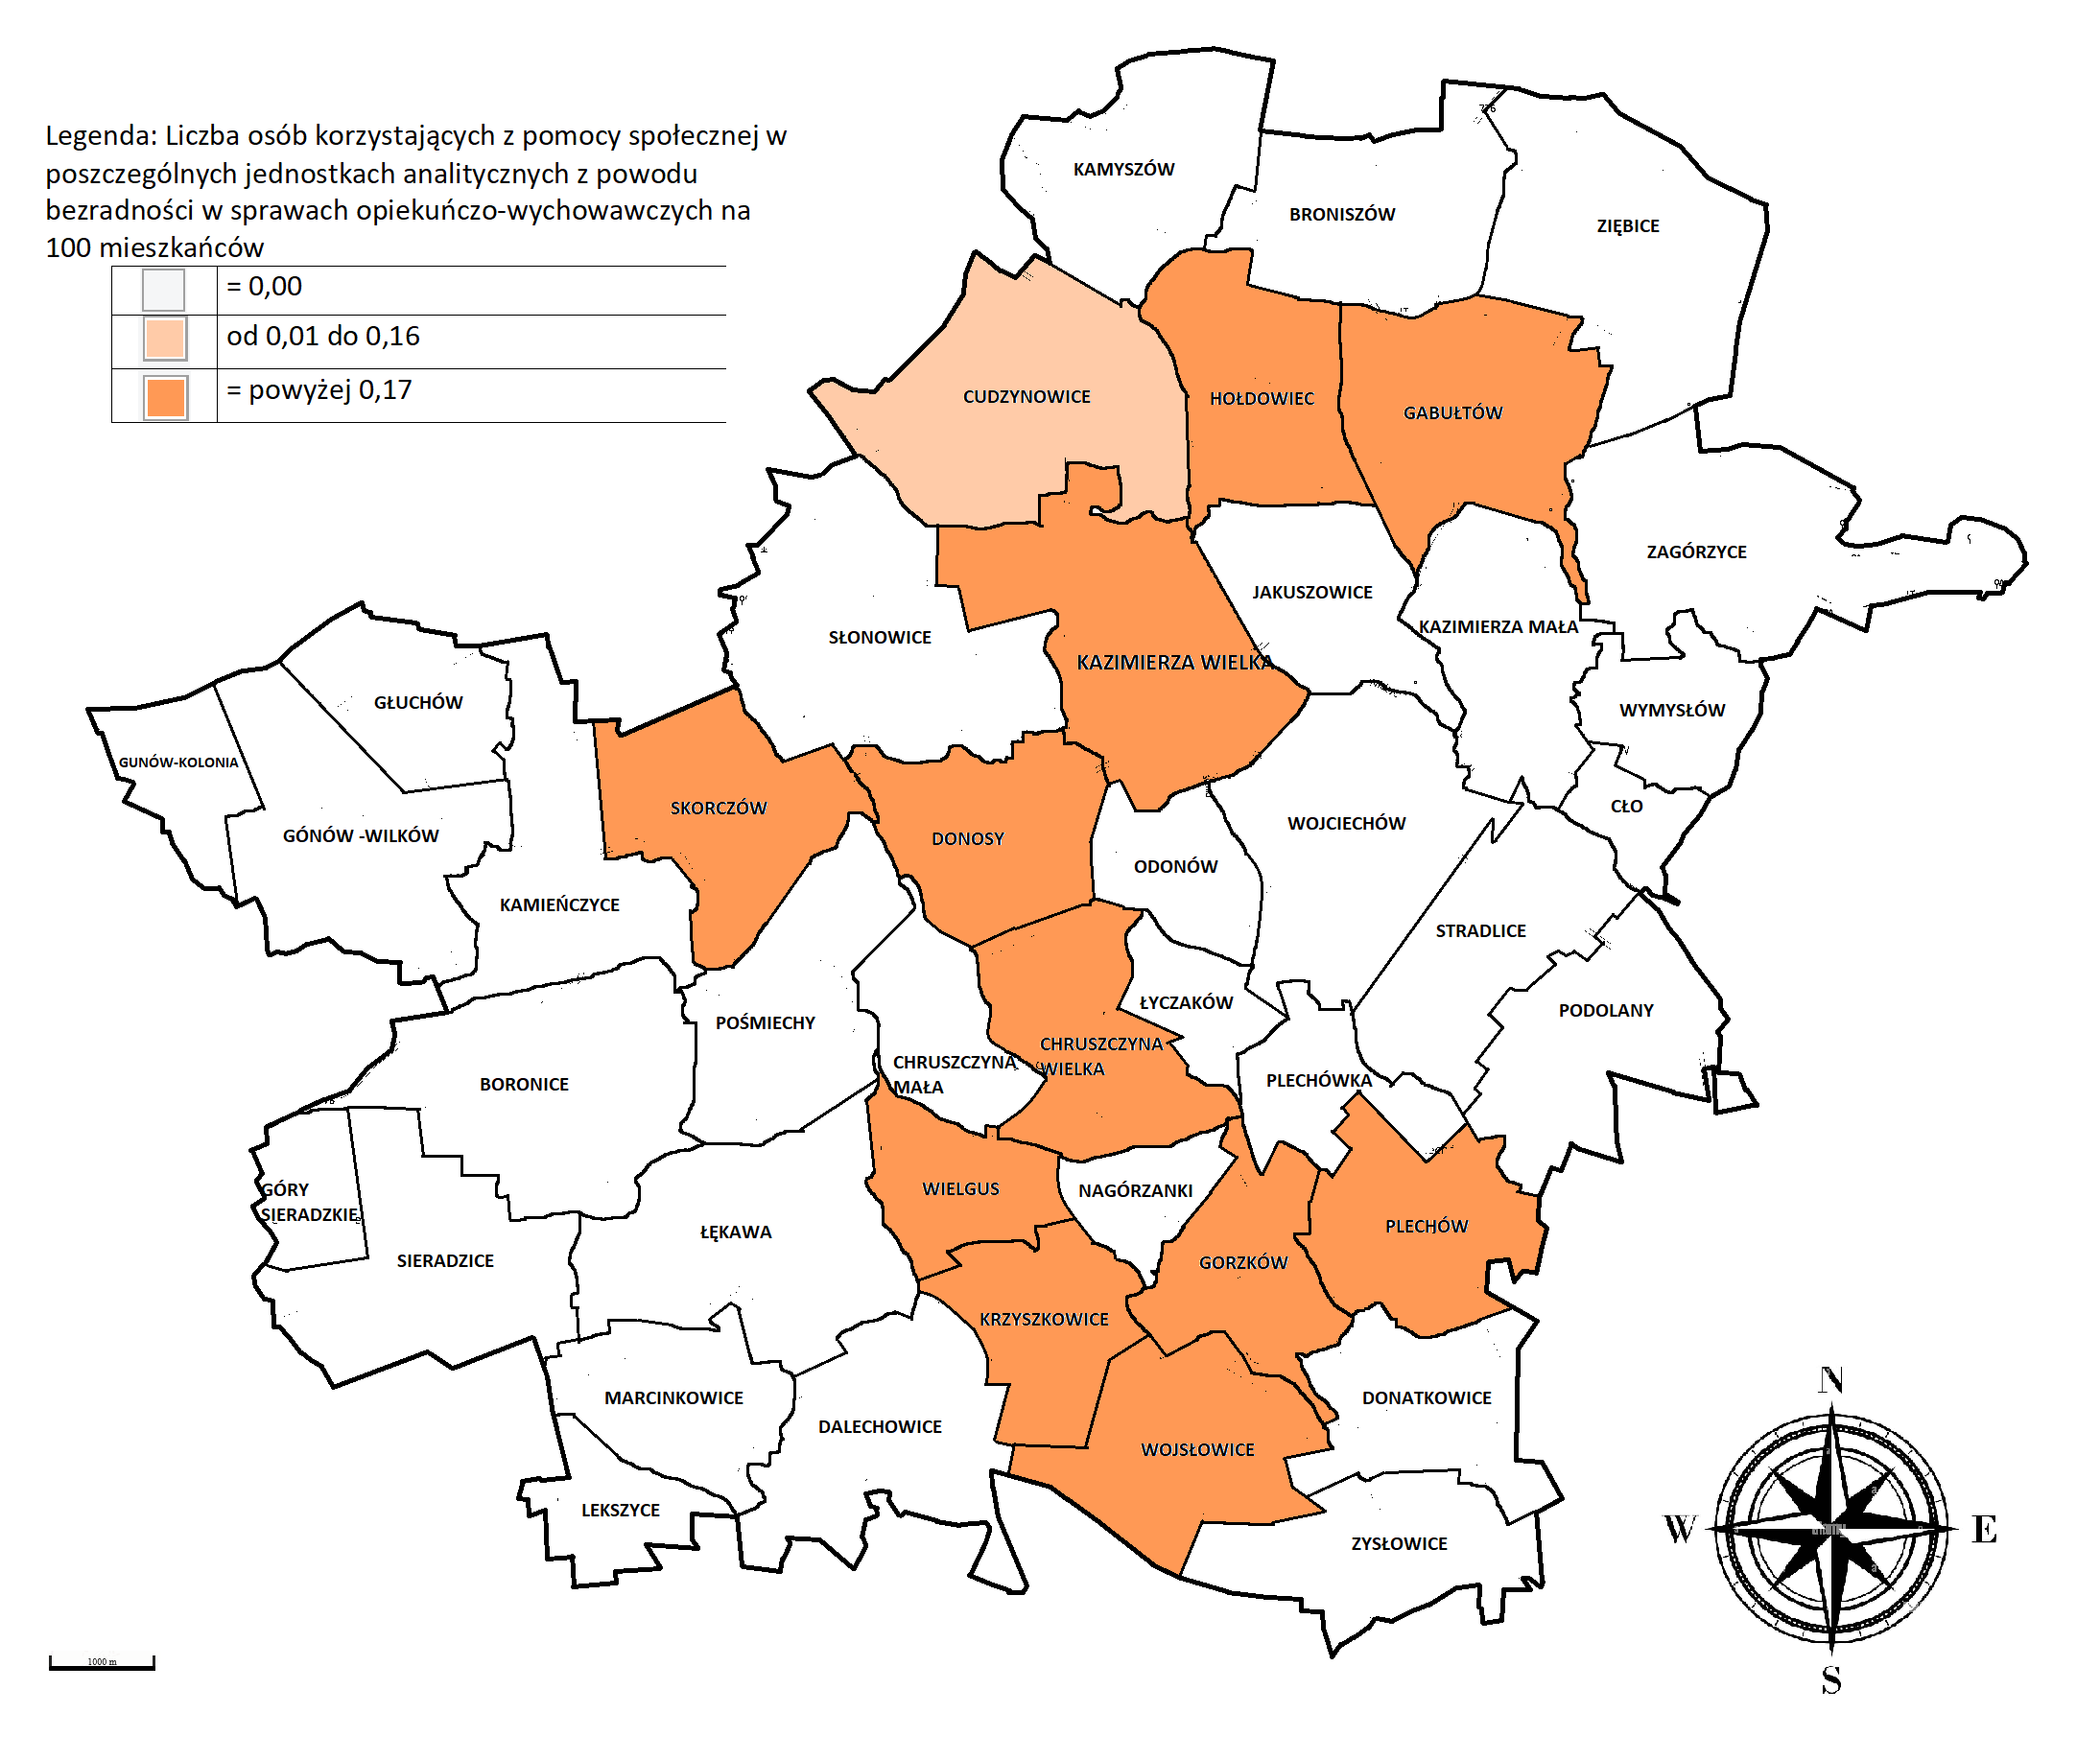 Legenda: Liczba osób korzystających z pomocy społecznej w
poszczególnych jednostkach analitycznych z powodu
bezradności w sprawach opiekuńczo-wychowawczych na
100 mieszkańców
= 0,00
od 0,01 do 0,16
= powyżej 0,17
KAMYSZÓW
BRONISZÓW
ZIĘBICE
CUDZYNOWICE
HOŁDOWIEC
GABUŁTÓW
ZAGÓRZYCE
JAKUSZOWICE
KAZIMIERZA MAŁA
SŁONOWICE
KAZIMIERZA WIELKA
GŁUCHÓW
WYMYSŁÓW
GUNÓW-KOLONIA
SKORCZÓW
CŁO
WOJCIECHÓW
GÓNÓW -WILKÓW
DONOSY
ODONÓW
KAMIEŃCZYCE
STRADLICE
ŁYCZAKÓW
PODOLANY
POŚMIECHY
CHRUSZCZYNA
WIELKA
CHRUSZCZYNA
MAŁA
PLECHÓWKA
BORONICE
GÓRY
SIERADZKIE
WIELGUS
NAGÓRZANKI
PLECHÓW
ŁĘKAWA
SIERADZICE
GORZKÓW
KRZYSZKOWICE
MARCINKOWICE
DONATKOWICE
DALECHOWICE
WOJSŁOWICE
LEKSZYCE
ZYSŁOWICE
N
W
E
S
1000 m